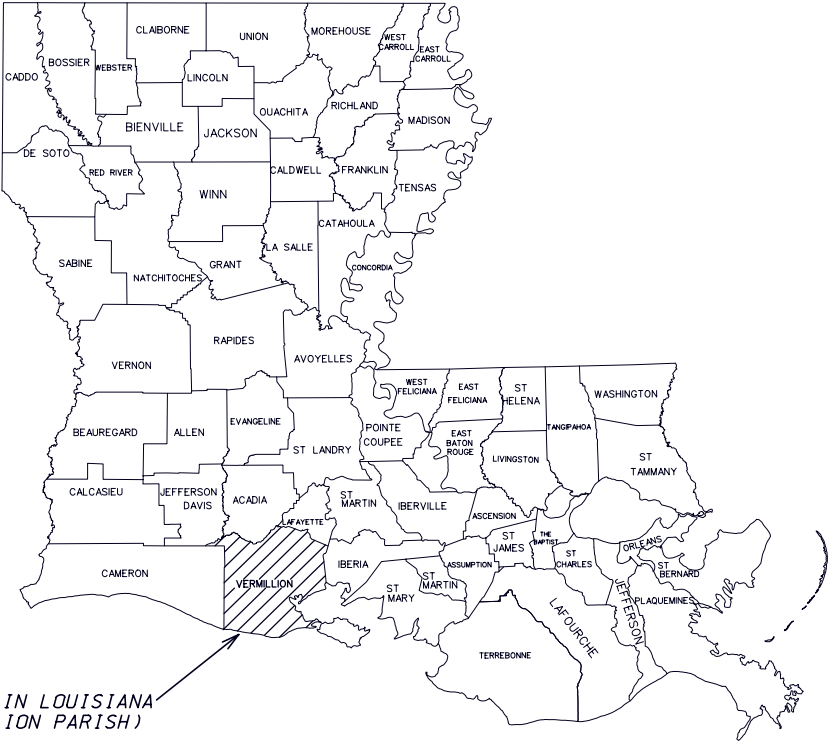 CLAIBORNE
UNION
MOREHOUSE
WEST
CARROLL
EAST
CARROLL
BOSSIER
WEBSTER
CADDO
LINCOLN
OUACHITA
RICHLAND
MADISON
BIENVILLE
JACKSON
DE SOTO
RED RIVER
CALDWELL
FRANKLIN
TENSAS
WINN
CATAHOULA
LA SALLE
SABINE
NATCHITOCHES
GRANT
CONCORDIA
RAPIDES
AVOYELLES
VERNON
WEST
FELICIANA
EAST
FELICIANA
ST
HELENA
WASHINGTON
TANGIPAHOA
BEAUREGARD
ALLEN
EVANGELINE
ST LANDRY
POINTE
COUPEE
EAST
BATON
ROUGE
LIVINGSTON
ST
TAMMANY
CALCASIEU
JEFFERSON
DAVIS
ACADIA
LAFAYETTE
ST
MARTIN
IBERVILLE
ASCENSION
ST
JAMES
THE
BAPTIST
ST
CHARLES
ORLEANS
ST
BERNARD
CAMERON
VERMILLION
IBERIA
ASSUMPTION
ST
MARTIN
ST
MARY
JEFFERSON
PLAQUEMINES
LAFOURCHE
TERREBONNE
IN LOUISIANA
ION PARISH)